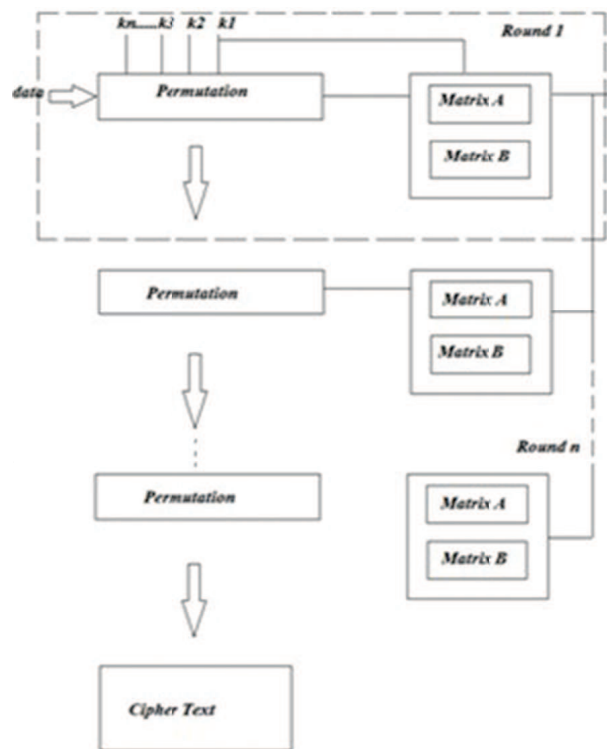 kn......k3 k2 k1 Round 1
data Permutation Matrix A
Matrix B
Permutation Matrix A
Matrix B
Round n
Permutation Matrix A
Matrix B
Cipher Text